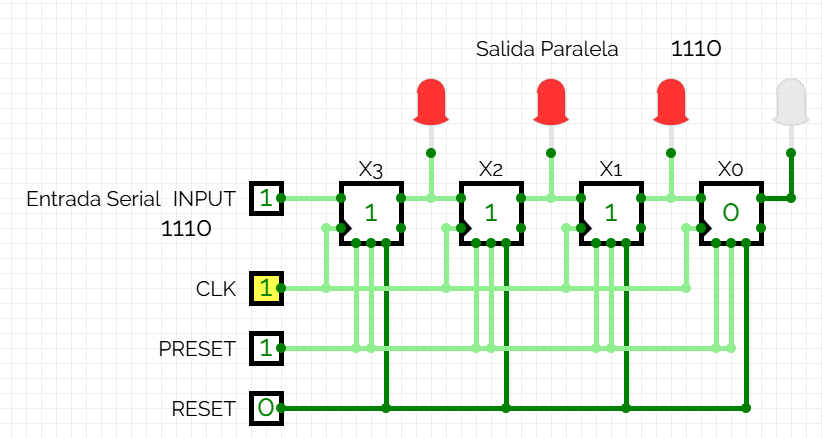 Salida Paralela 1110
X3 X2 X1 X0
Entrada Serial INPUT 1 1 1 1 0
1110
CLK 1
PRESET 1
RESET 0